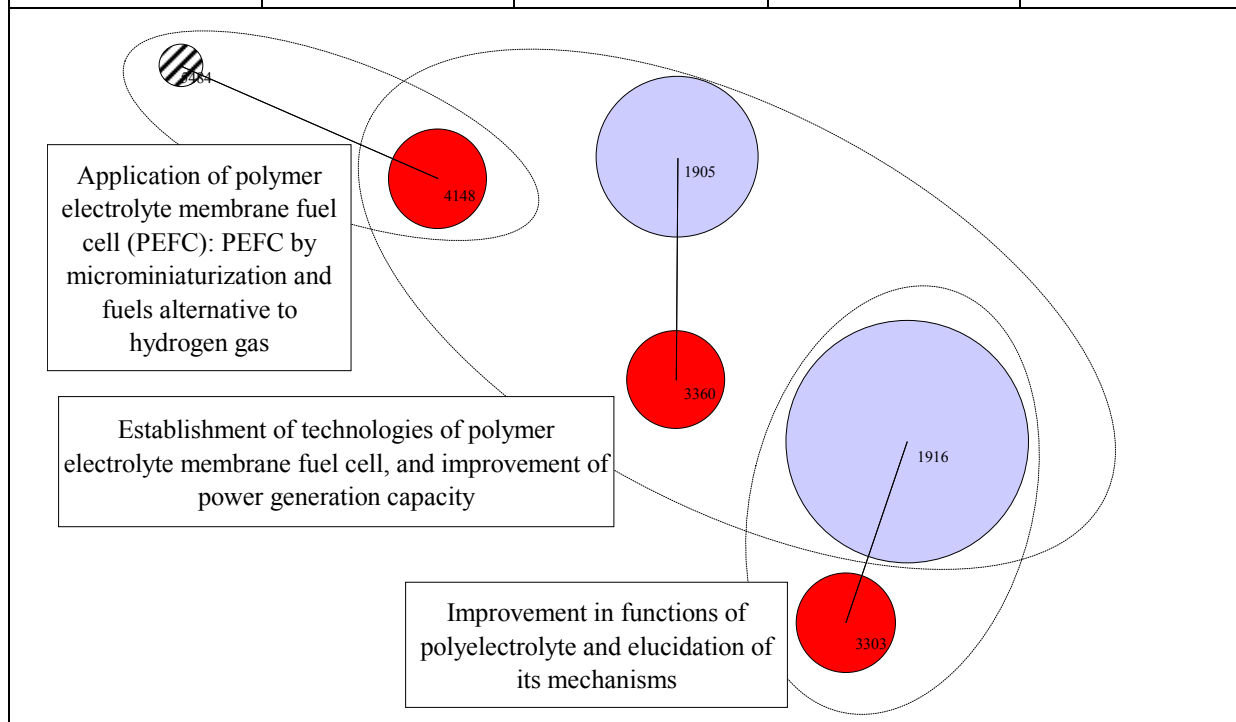 5484
4148
1905
Application of polymer
electrolyte membrane fuel
cell (PEFC): PEFC by
microminiaturization and
fuels alternative to
hydrogen gas
3360
Establishment of technologies of polymer
electrolyte membrane fuel cell, and improvement of
power generation capacity
1916
Improvement in functions of
polyelectrolyte and elucidation of
its mechanisms
3303